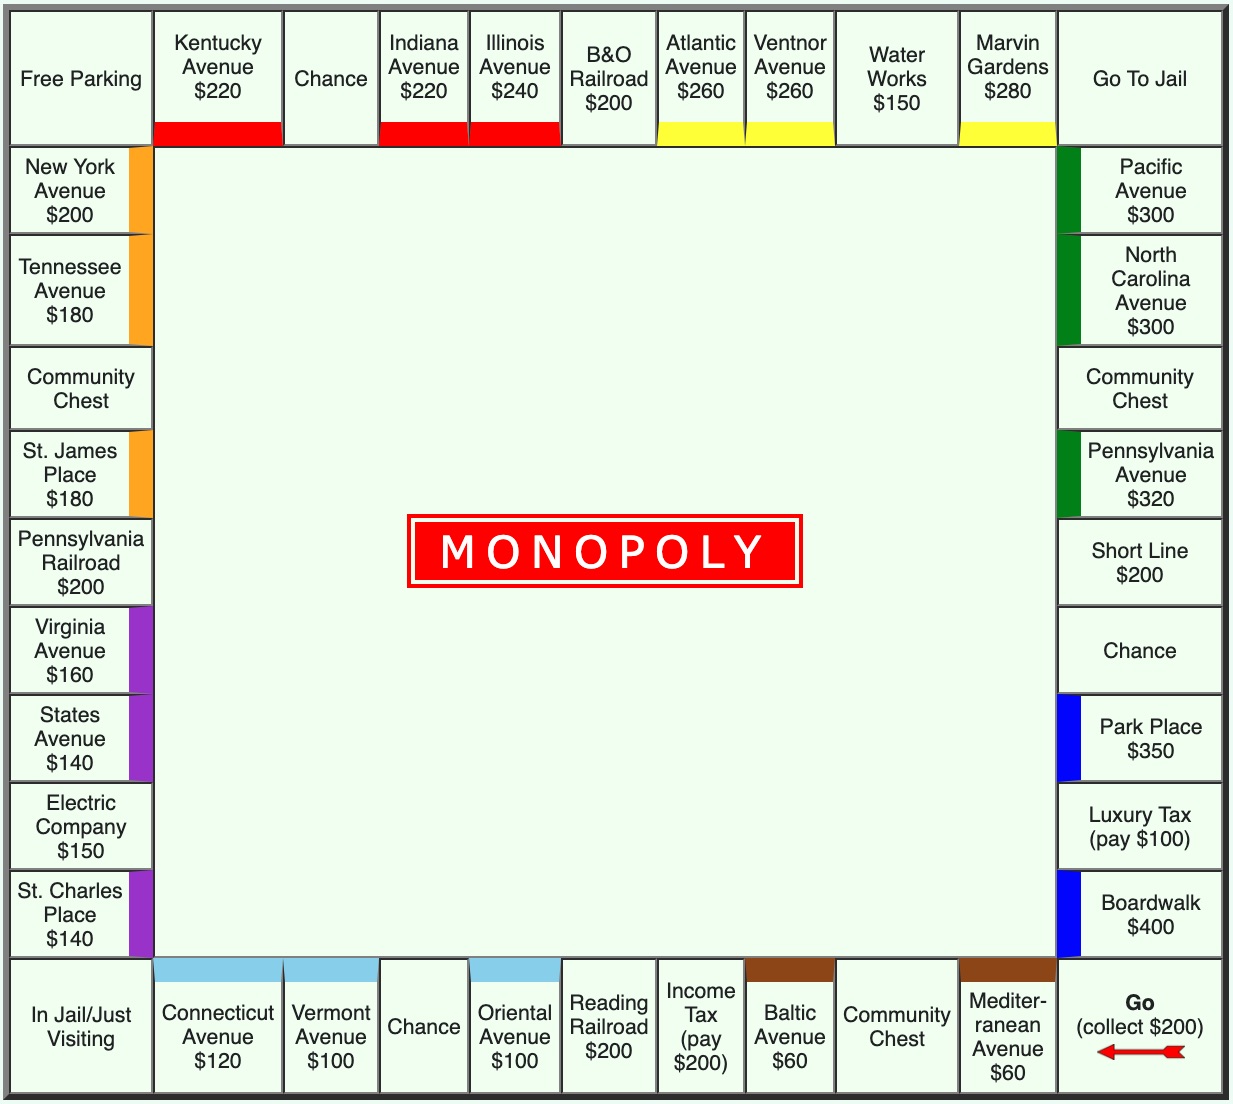 Free Parking
Kentucky
Avenue
$220
Chance
Indiana
Avenue
$220
Illinois
Avenue
$240
B&O
Railroad
$200
Atlantic
Avenue
$260
Ventnor
Avenue
$260
Water
Works
$150
Marvin
Gardens
$280
Go To Jail
New York
Avenue
$200
Pacific
Avenue
$300
Tennessee
Avenue
$180
North
Carolina
Avenue
$300
Community
Chest
Community
Chest
St. James
Place
$180
Pennsylvania
Avenue
$320
Pennsylvania
Railroad
$200
MONOPOLY
Short Line
$200
Virginia
Avenue
$160
Chance
States
Avenue
$140
Park Place
$350
Electric
Company
$150
Luxury Tax
(pay $100)
St. Charles
Place
$140
Boardwalk
$400
In Jail/Just
Visiting
Connecticut
Avenue
$120
Vermont
Avenue
$100
Chance
Oriental
Avenue
$100
Reading
Railroad
$200
Income
Tax
(pay
$200)
Baltic
Avenue
$60
Community
Chest
Mediter-
ranean
Avenue
$60
Go
(collect $200)